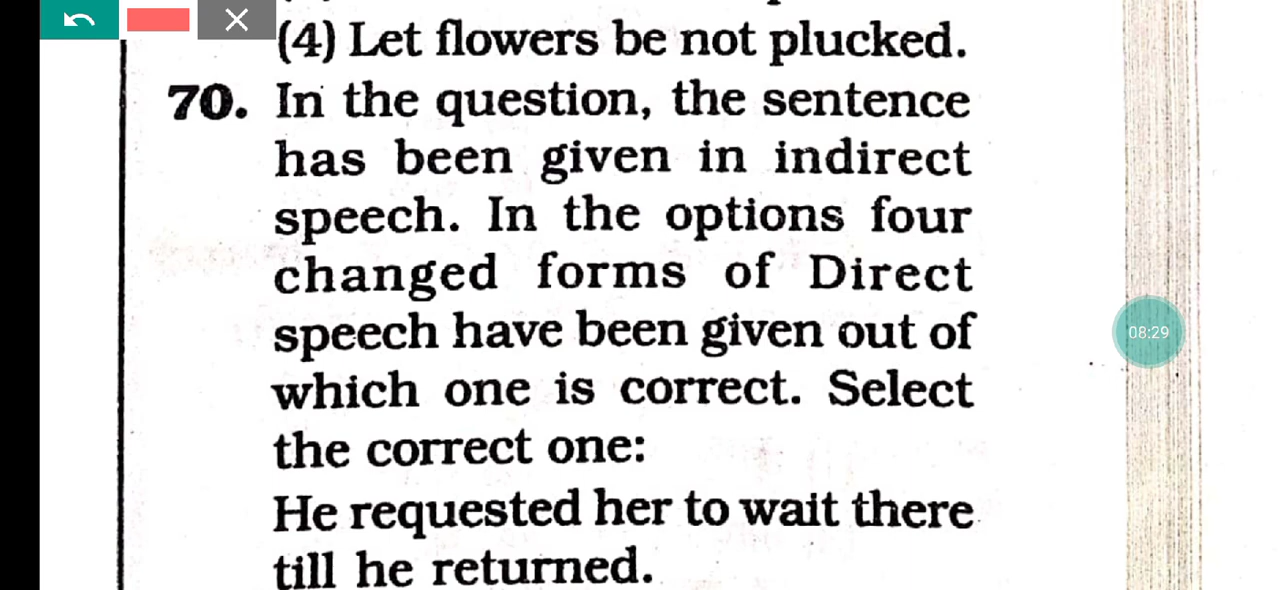 (4) Let flowers be not plucked.
70. In the question, the sentence
has been given in indirect
speech. In the options four
changed forms of Direct
speech have been given out of
which one is correct. Select
the correct one:
He requested her to wait there
till he returned.
08:29